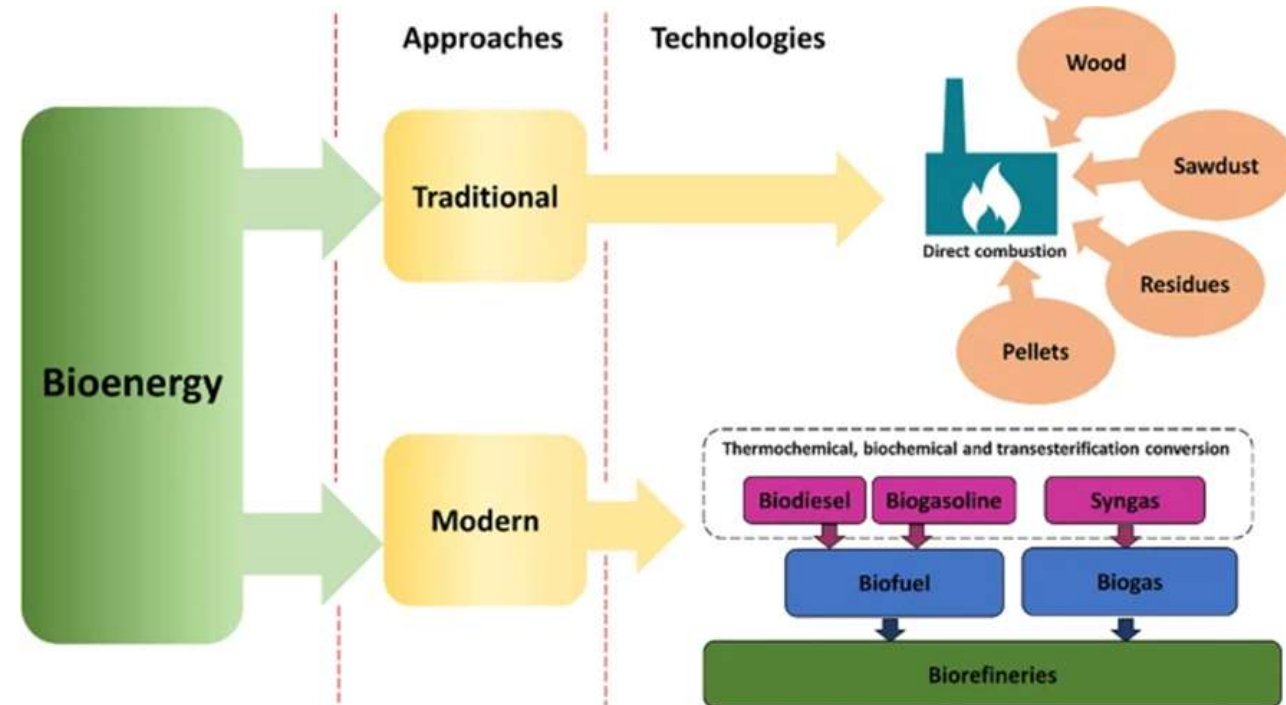 Approaches
Technologies
Bioenergy
Traditional
Wood
Sawdust
Residues
Pellets
Direct combustion
Modern
Thermochemical, biochemical and transesterification conversion
Biodiesel
Biogasoline
Syngas
Biofuel
Biogas
Biorefineries